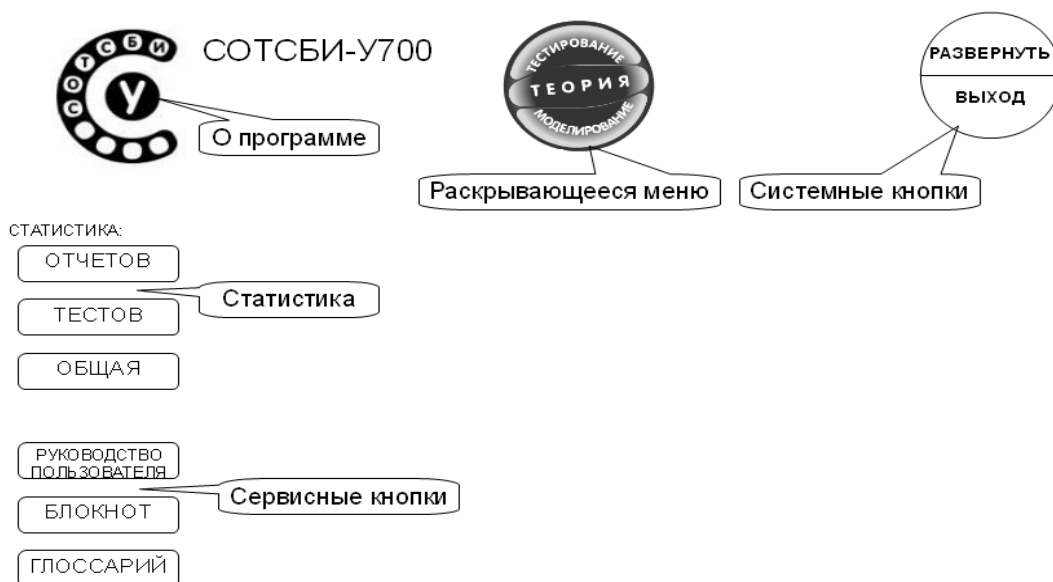 СОТСБИ
У
СОТСБИ-У700
ТЕСТИРОВАНИЕ
ТЕОРИЯ
МОДЕЛИРОВАНИЕ
РАЗВЕРНУТЬ
ВЫХОД
О программе
Раскрывающееся меню
Системные кнопки
СТАТИСТИКА:
ОТЧЕТОВ
Статистика
ТЕСТОВ
ОБЩАЯ
РУКОВОДСТВО
ПОЛЬЗОВАТЕЛЯ
Сервисные кнопки
БЛОКНОТ
ГЛОССАРИЙ